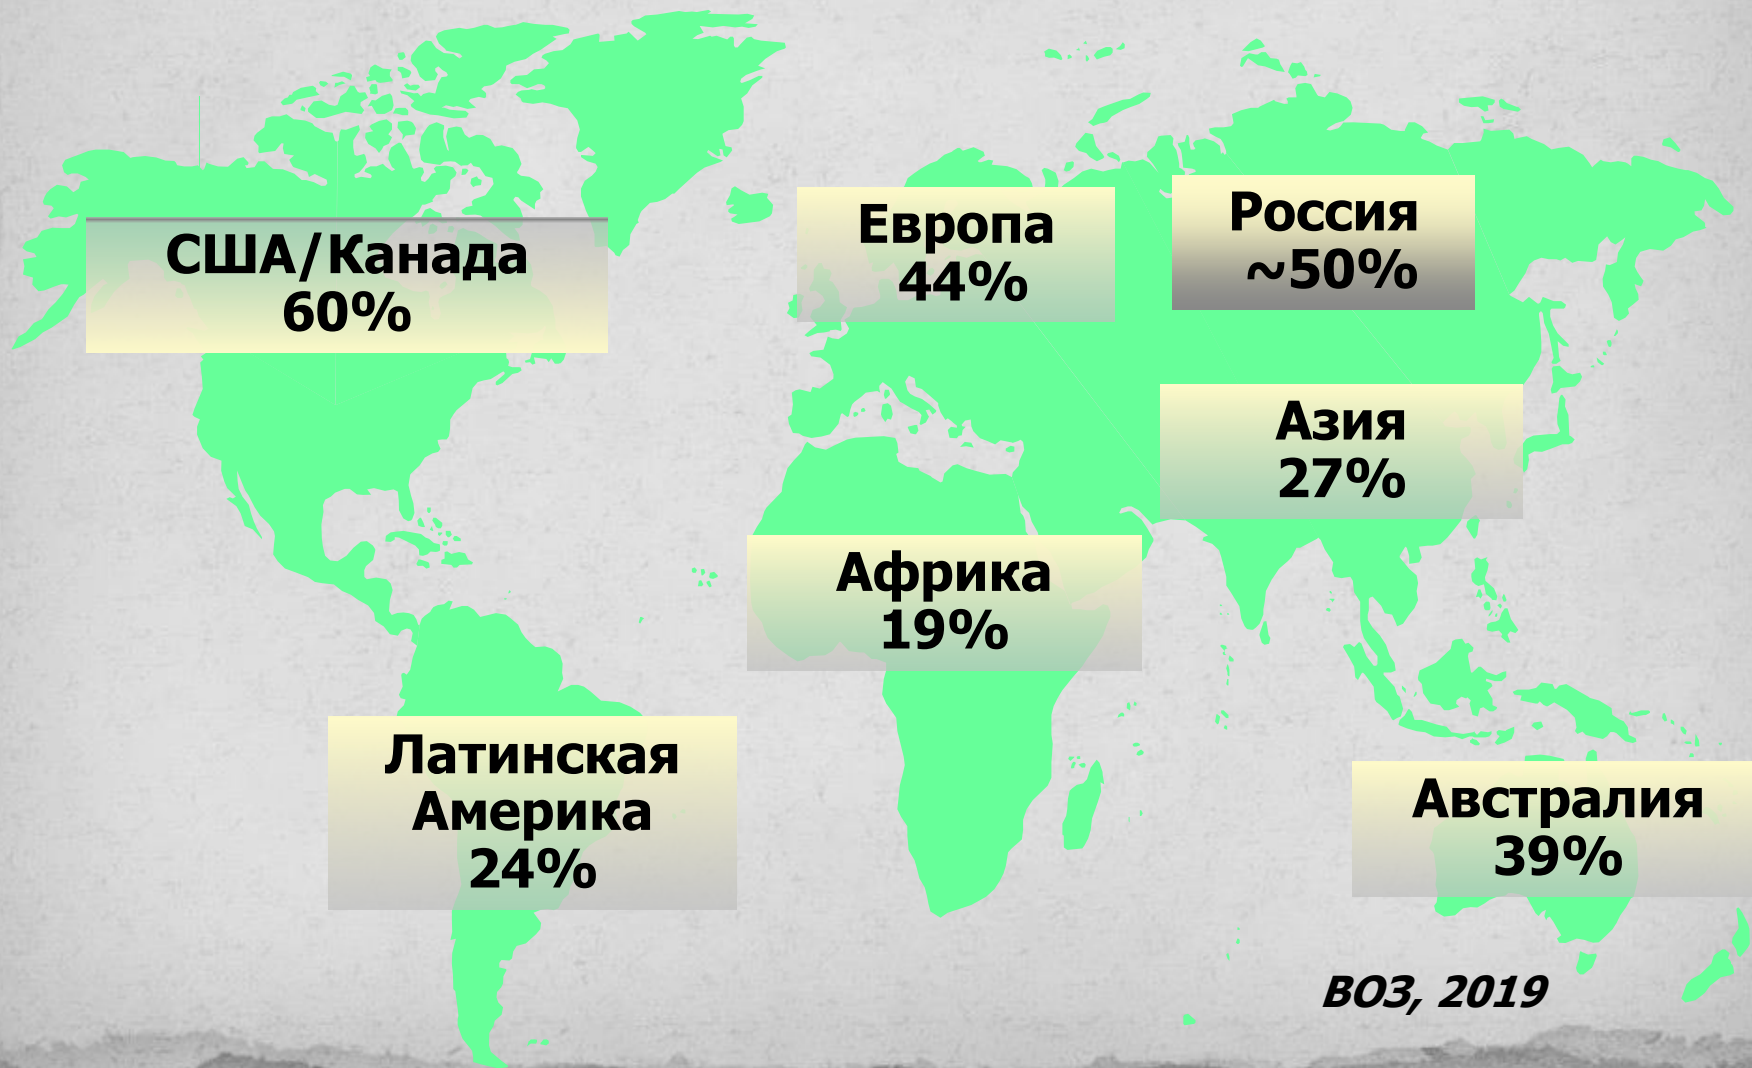 США/Канада
60%
Европа
44%
Россия
~50%
Азия
27%
Африка
19%
Латинская
Америка
24%
Австралия
39%
ВОЗ, 2019